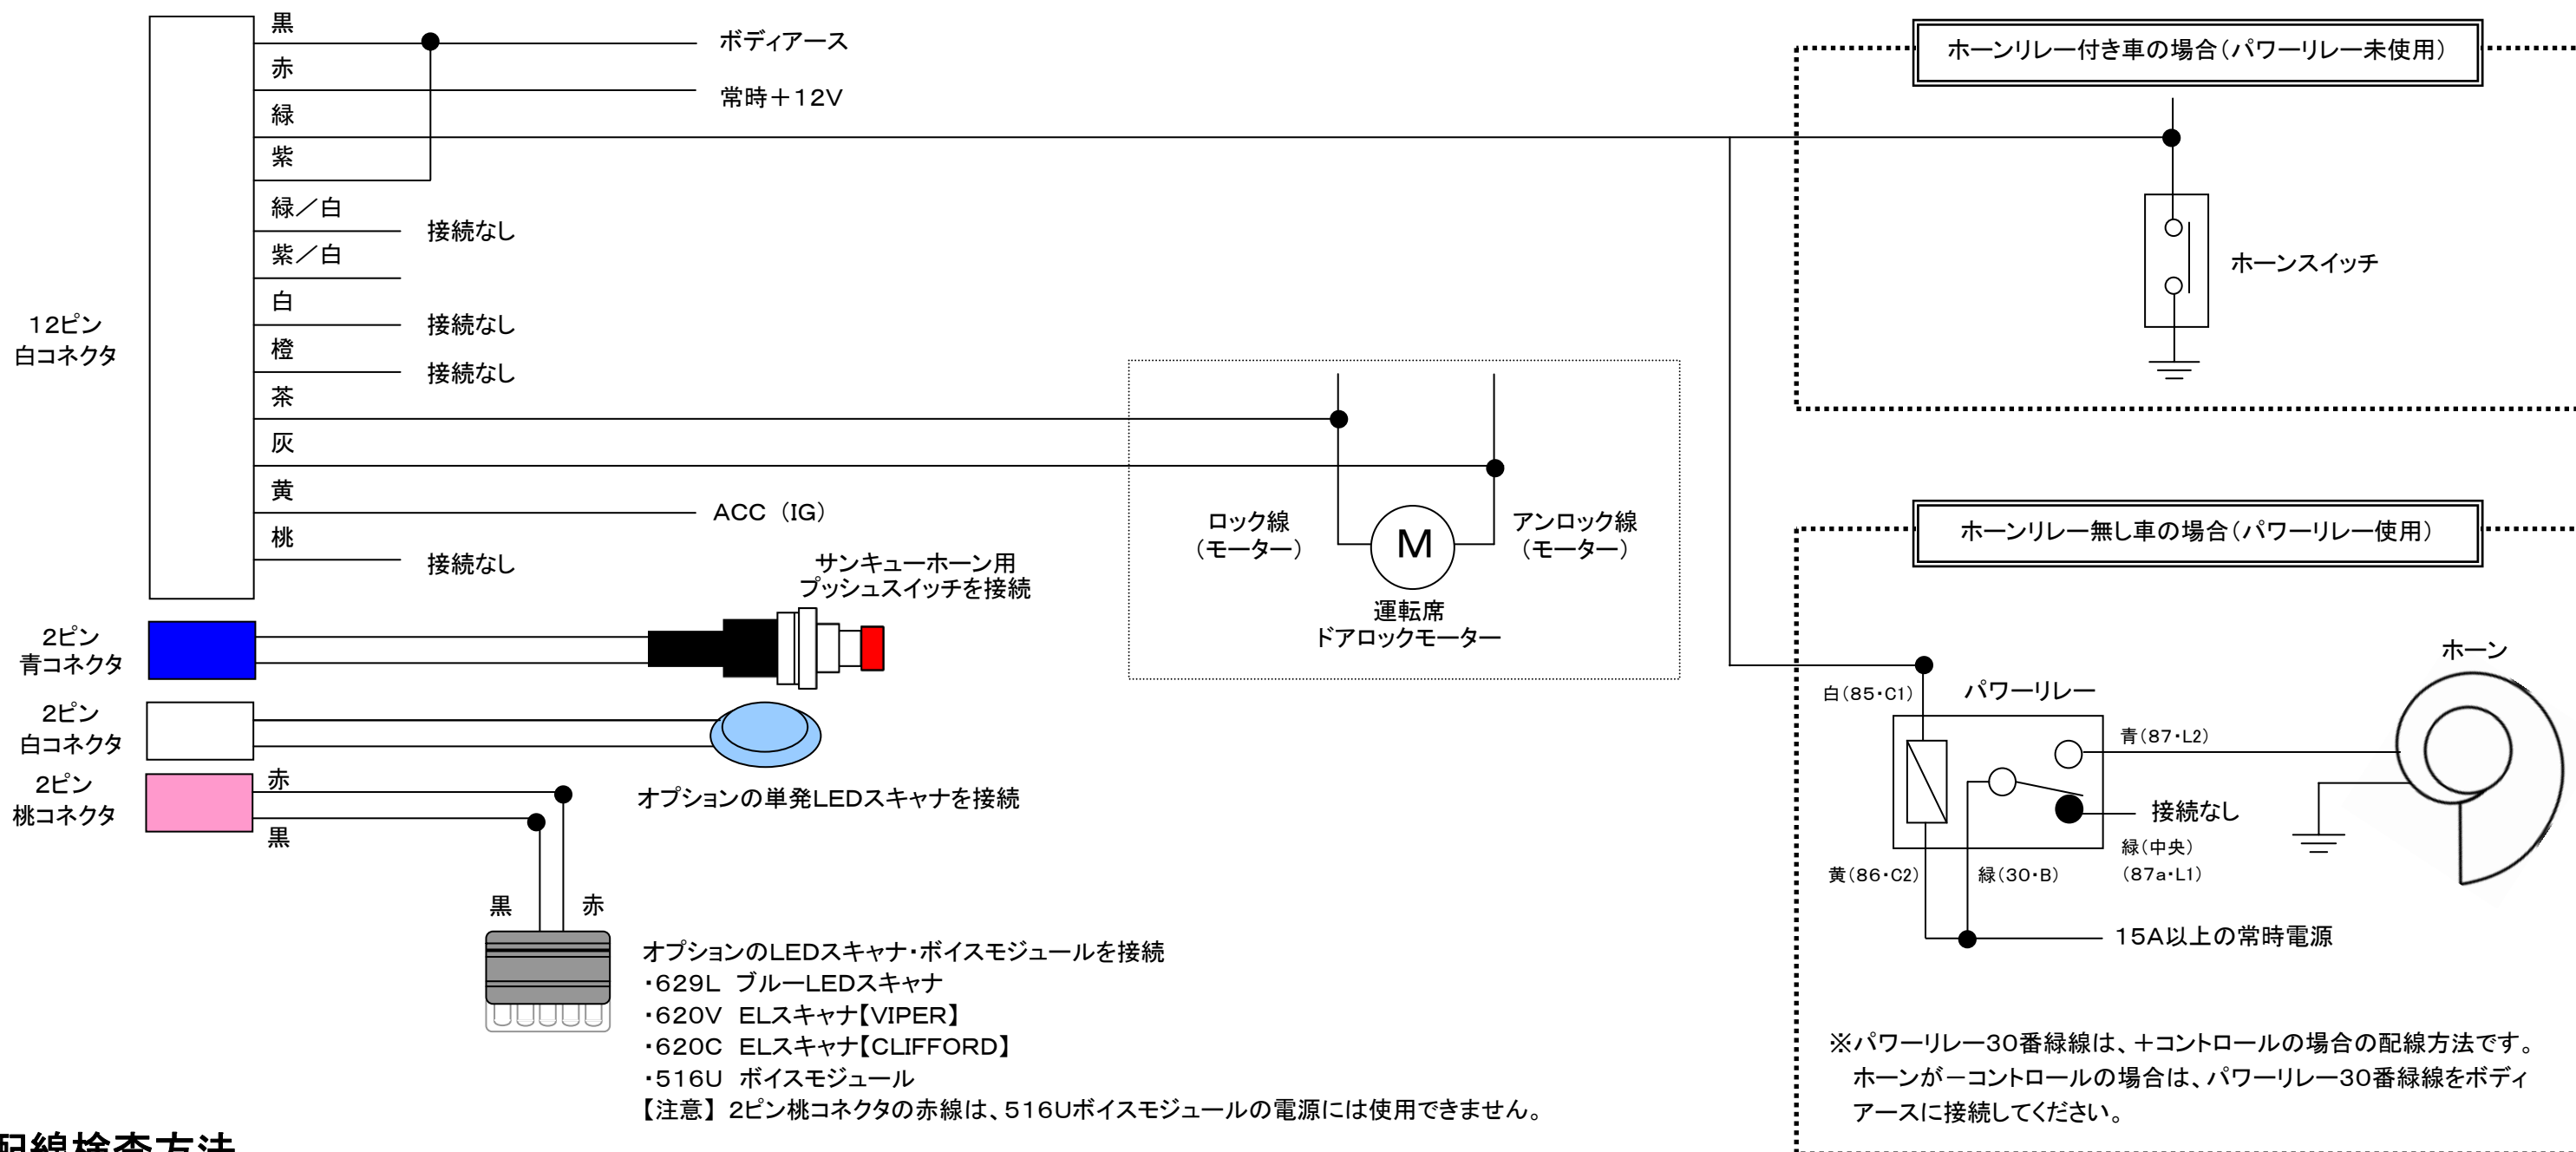 黒
ボディアース
赤
常時＋12V
緑
紫
緑／白
接続なし
紫／白
白
接続なし
橙
接続なし
茶
灰
黄
ACC （IG）
桃
接続なし
12ピン
白コネクタ
サンキューホーン用
プッシュスイッチを接続
2ピン
青コネクタ
2ピン
白コネクタ
オプションの単発LEDスキャナを接続
2ピン
桃コネクタ
赤
黒
黒
赤
オプションのLEDスキャナ・ボイスモジュールを接続
・629L ブルーLEDスキャナ
・620V ELスキャナ【VIPER】
・620C ELスキャナ【CLIFFORD】
・516U ボイスモジュール
【注意】 2ピン桃コネクタの赤線は、516Uボイスモジュールの電源には使用できません。
ロック線
（モーター）
M
アンロック線
（モーター）
運転席
ドアロックモーター
ホーンリレー付き車の場合（パワーリレー未使用）
ホーンスイッチ
ホーンリレー無し車の場合（パワーリレー使用）
ホーン
白（85・C1）
パワーリレー
青（87・L2）
接続なし
緑（中央）
（87a・L1）
黄（86・C2）
緑（30・B）
15A以上の常時電源
※パワーリレー30番緑線は、＋コントロールの場合の配線方法です。
ホーンが－コントロールの場合は、パワーリレー30番緑線をボディ
アースに接続してください。
配線検査方法